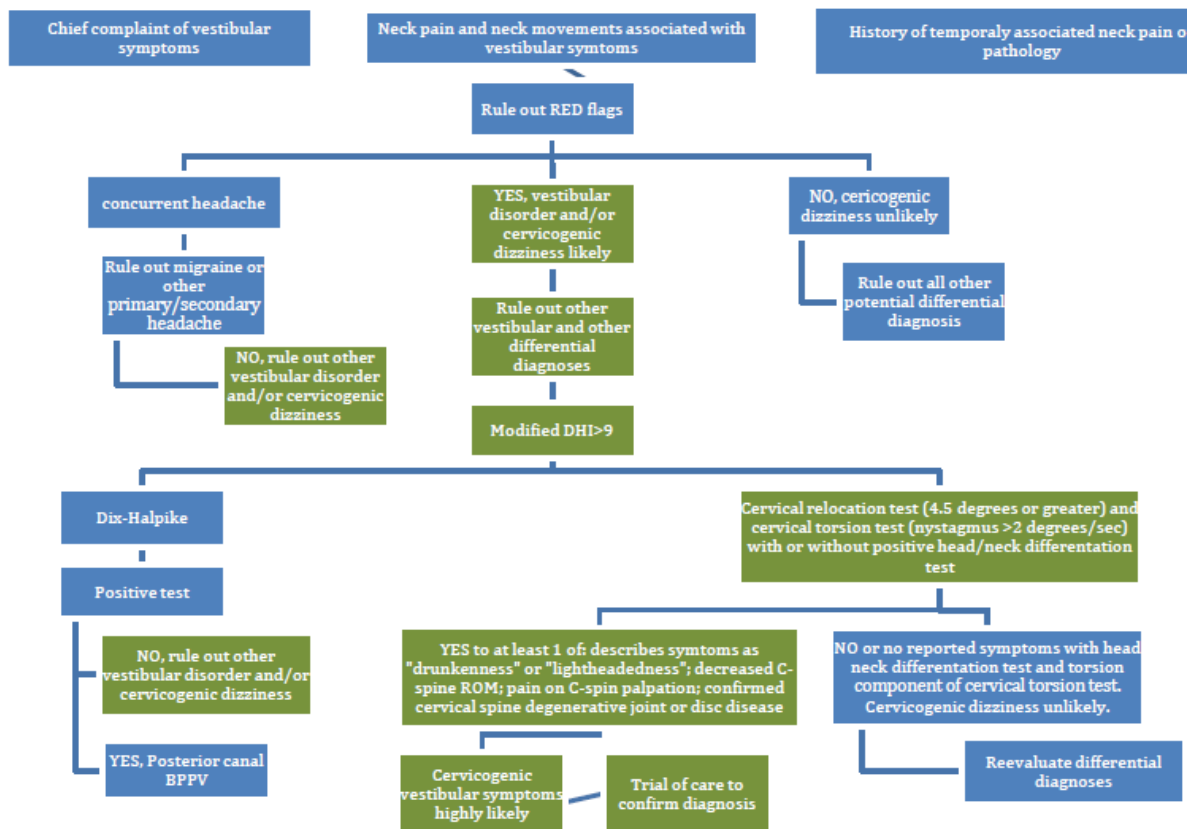 Chief complaint of vestibular
symptoms
Neck pain and neck movements associated with
vestibular symtoms
History of temporaly associated neck pain o
pathology
Rule out RED flags
concurrent headache
YES, vestibular
disorder and/or
cervicogenic
dizziness likely
NO, cericogenic
dizziness unlikely
Rule out migraine or
other
primary/secondary
headache
Rule out other
vestibular and other
differential
diagnoses
Rule out all other
potential differential
diagnosis
NO, rule out other
vestibular disorder
and/or cervicogenic
dizziness
Modified DHI>9
Dix-Halpike
Cervical relocation test (4.5 degrees or greater) and
cervical torsion test (nystagmus >2 degrees/sec)
with or without positive head/neck differentation
test
Positive test
NO, rule out other
vestibular disorder and/or
cervicogenic dizziness
YES, Posterior canal
BPPV
YES to at least 1 of: describes symtoms as
"drunkenness" or "lightheadedness"; decreased C-
spine ROM; pain on C-spin palpation; confirmed
cervical spine degenerative joint or disc disease
NO or no reported symptoms with head
neck differentation test and torsion
component of cervical torsion test.
Cervicogenic dizziness unlikely.
Cervicogenic
vestibular symptoms
highly likely
Trial of care to
confirm diagnosis
Reevaluate differential
diagnoses